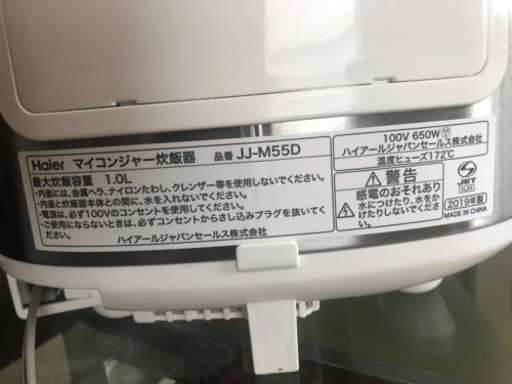 Haier マイコンジャー炊飯器 品番 JJ-M55D
最大炊飯容量 1.0L
・内釜には、金属ヘラ、ナイロンたわし、クレンザー等を使用しないでください。
・内釜と炊飯器本体との間に、水を入れないでください。
・電源は、必ず100Vのコンセントで使用してください。
・ご使用にならないときは、必ずコンセントからさし込みプラグを抜いてください。
ハイアールジャパンセールス株式会社
100V 650W
ハイアールジャパンセールス株式会社
温度ヒューズ172℃
警告
感電のおそれあり
水につけたり、水をかけたりしないでください。
PS
E
JET
2019年製
MADE IN CHINA